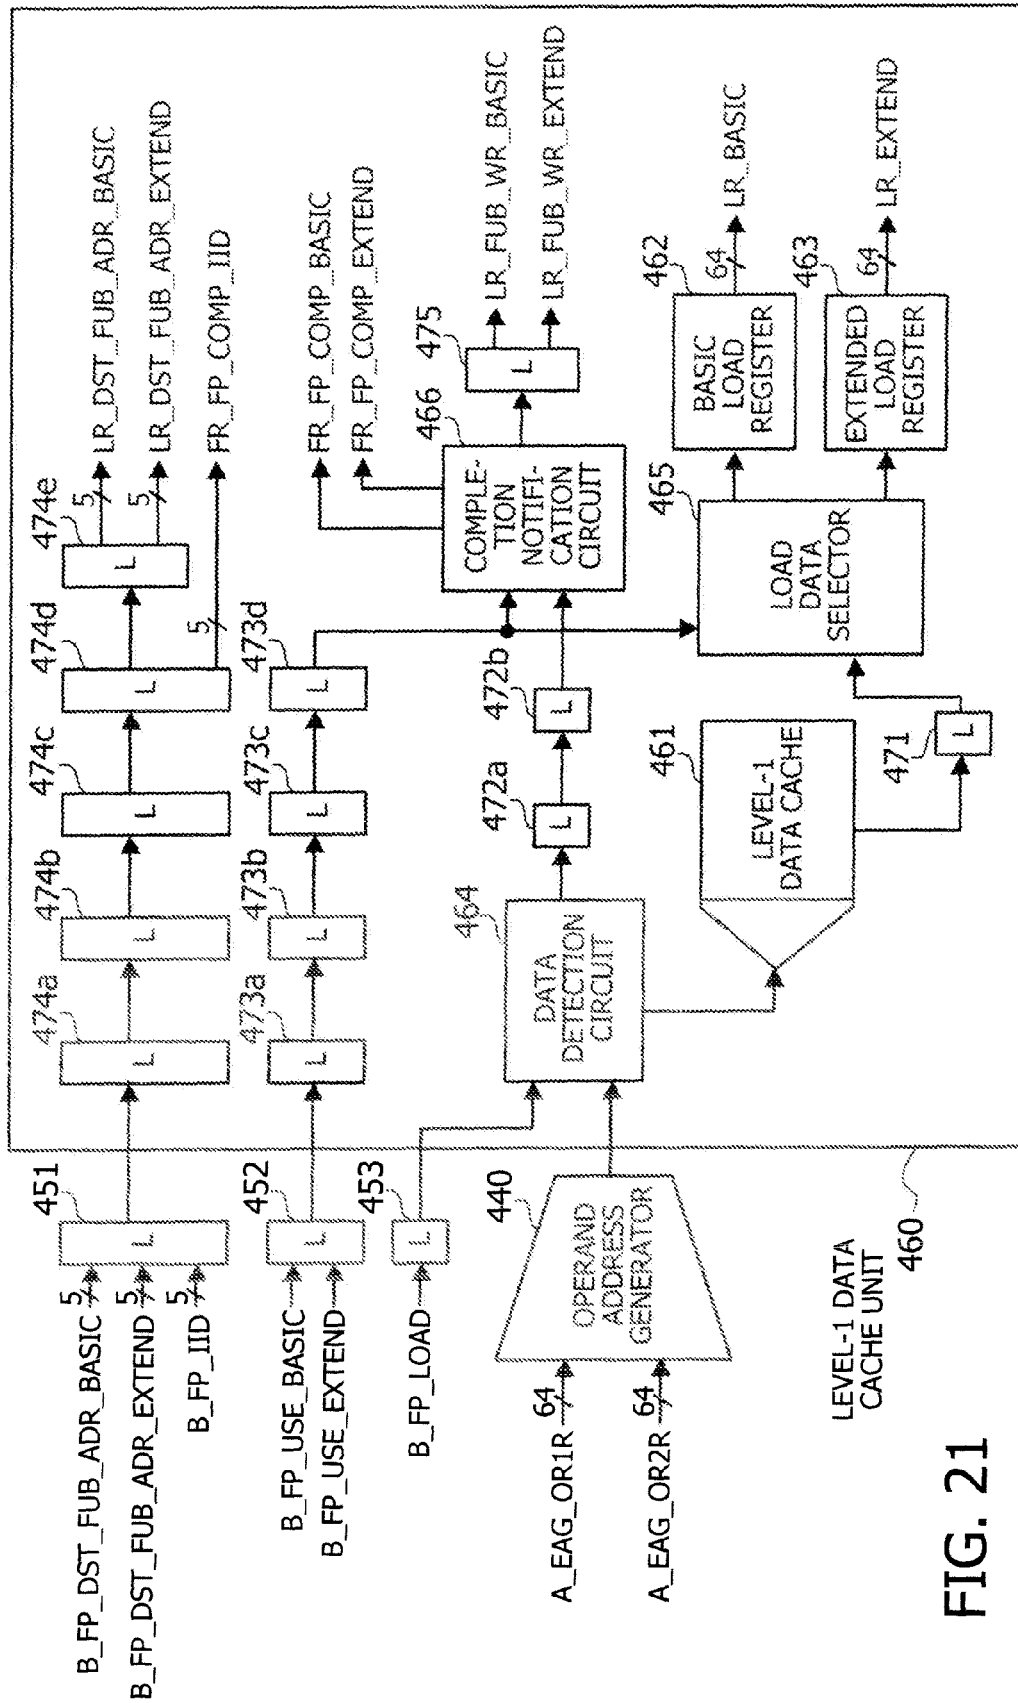 B_FP_DST_FUB_ADR_BASIC
5
B_FP_DST_FUB_ADR_EXTEND
5
B_FP_IID
5
451
L
474a
L
474b
L
474c
L
474d
L
474e
L
5
LR_DST_FUB_ADR_BASIC
5
LR_DST_FUB_ADR_EXTEND
5
FR_FP_COMP_IID
B_FP_USE_BASIC
B_FP_USE_EXTEND
452
L
473a
L
473b
L
473c
L
473d
L
FR_FP_COMP_BASIC
FR_FP_COMP_EXTEND
B_FP_LOAD
453
L
464
DATA
DETECTION
CIRCUIT
472a
L
472b
L
466
COMPLE-
TION
NOTIFI-
CATION
CIRCUIT
475
L
LR_FUB_WR_BASIC
LR_FUB_WR_EXTEND
A_EAG_OR1R
64
A_EAG_OR2R
64
440
OPERAND
ADDRESS
GENERATOR
461
LEVEL-1
DATA CACHE
471
L
465
LOAD
DATA
SELECTOR
462
BASIC
LOAD
REGISTER
64
LR_BASIC
463
EXTENDED
LOAD
REGISTER
64
LR_EXTEND
LEVEL-1 DATA
CACHE UNIT
460
FIG. 21